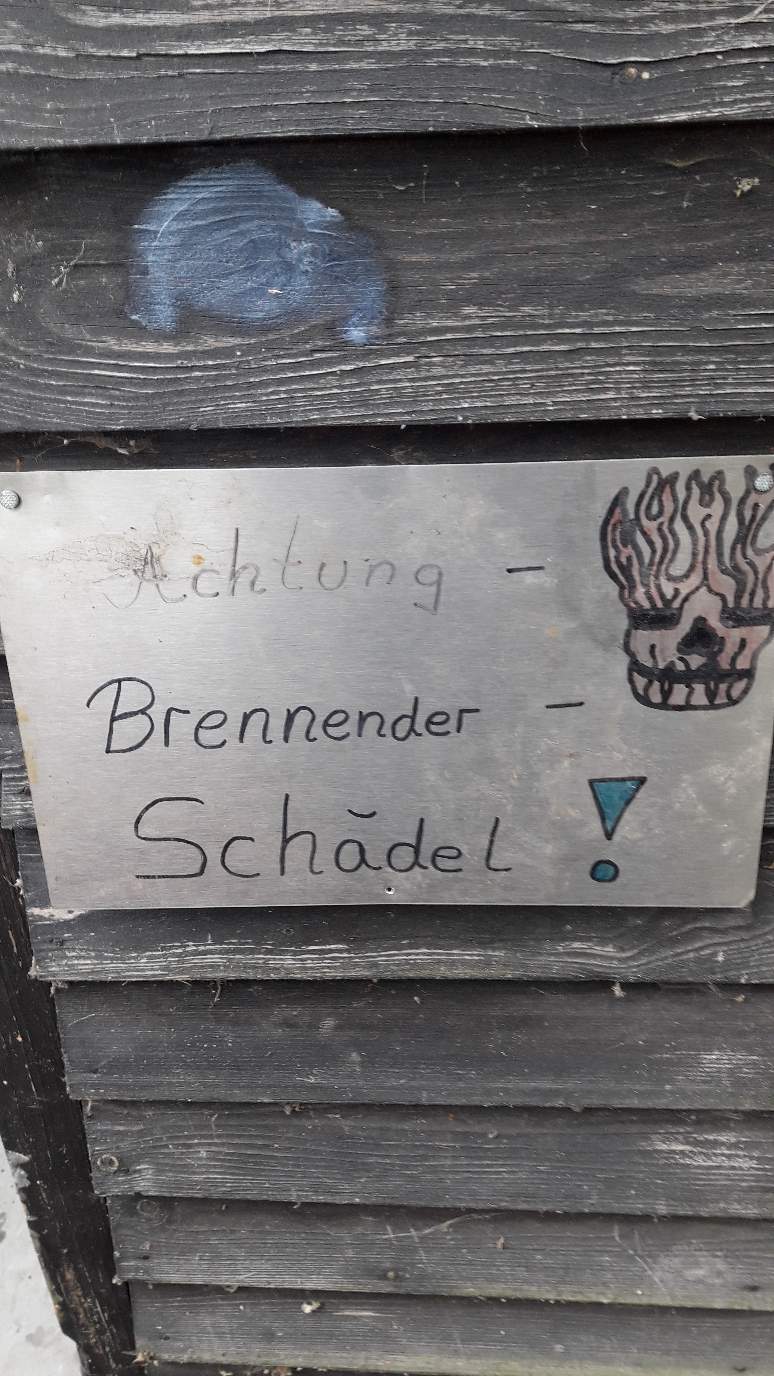 Achtung -
Brennender -
Schădel !